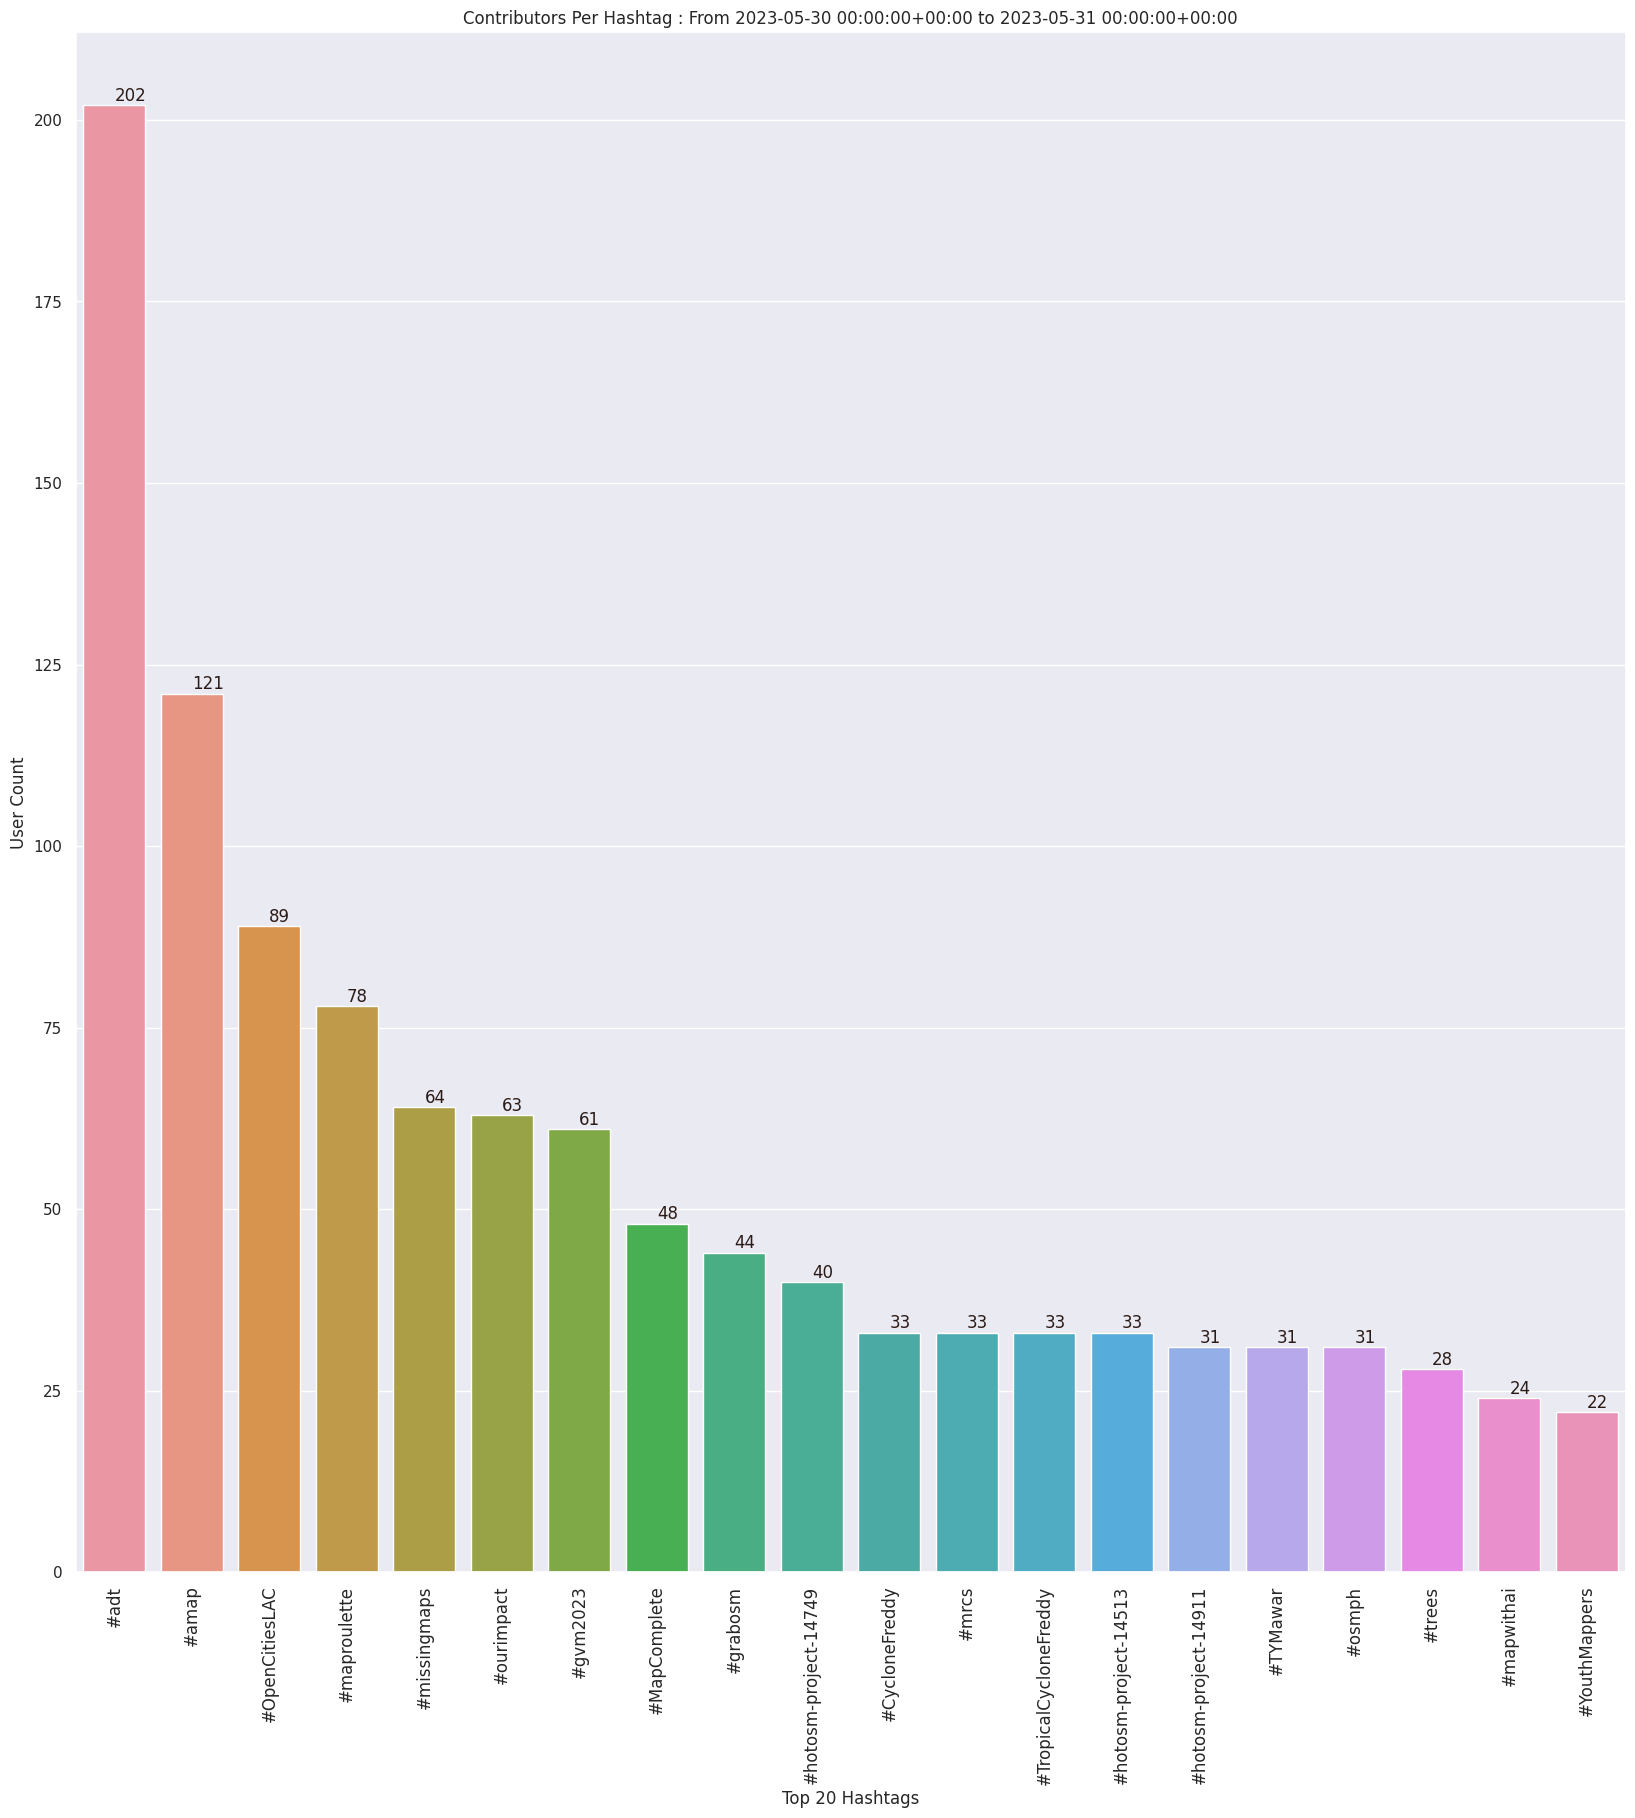 Contributors Per Hashtag : From 2023-05-30 00:00:00+00:00 to 2023-05-31 00:00:00+00:00
202
200
175
150
125
121
100
89
78
75
64
63
61
50
48
44
40
33
33
33
33
31
31
31
28
25
24
22
0
User Count
#adt
#amap
#OpenCitiesLAC
#maproulette
#missingmaps
#ourimpact
#gvm2023
#MapComplete
#grabosm
#hotosm-project-14749
#CycloneFreddy
#mrcs
#TropicalCycloneFreddy
#hotosm-project-14513
#hotosm-project-14911
#TYMawar
#osmph
#trees
#mapwithai
#YouthMappers
Top 20 Hashtags